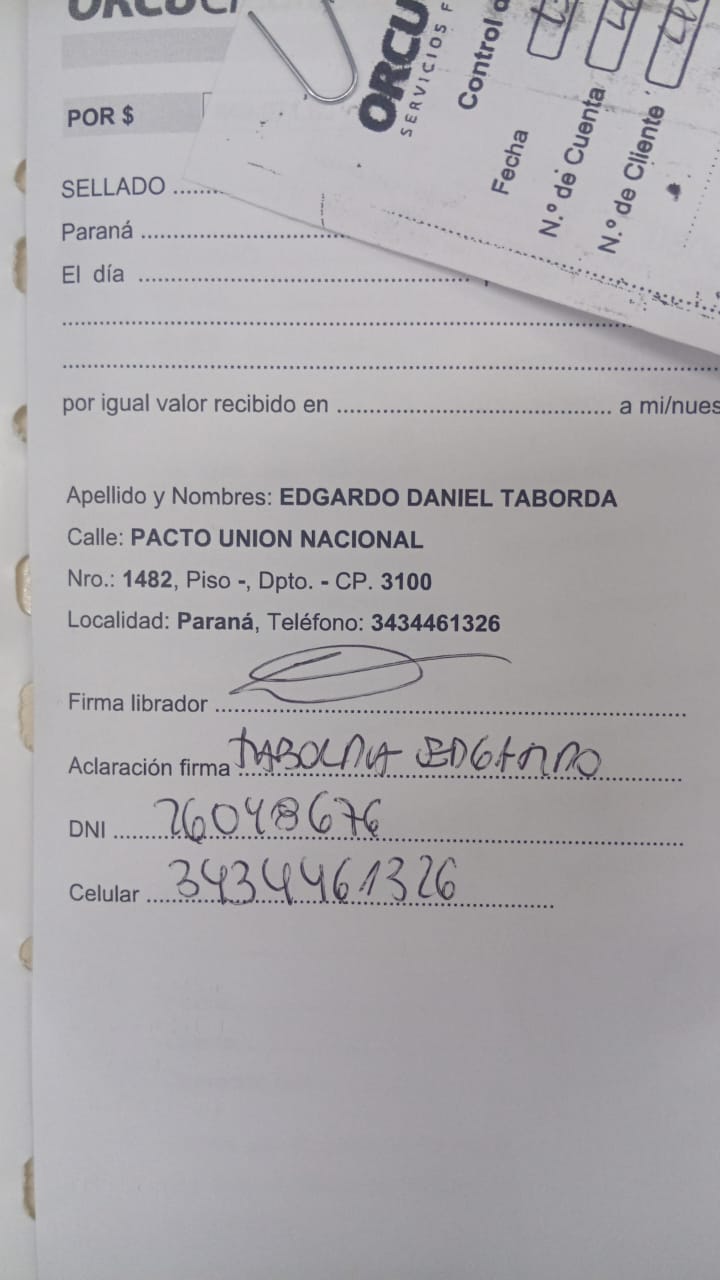 POR $
SELLADO ........
Paraná ................................
El día ................................
por igual valor recibido en ................................ a mi/nues
Apellido y Nombres: EDGARDO DANIEL TABORDA
Calle: PACTO UNION NACIONAL
Nro.: 1482, Piso -, Dpto. - CP. 3100
Localidad: Paraná, Teléfono: 3434461326
Firma librador ................................
Aclaración firma TABORDA EDGARDO
DNI 26048676
Celular 3434461326
ORCU
SERVICIOS F
Control
Fecha
N.º de Cuenta
N.º de Cliente